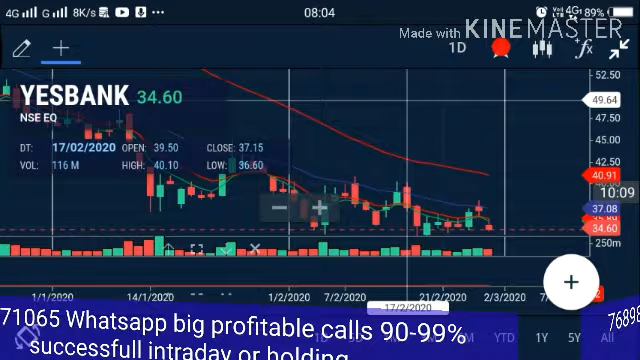 4G G 8K/s 08:04 4G 89%
Made with KINEMASTER
1D fx
YESBANK 34.60
NSE EQ
DT: 17/02/2020 OPEN: 39.50 CLOSE: 37.15
VOL: 116 M HIGH: 40.10 LOW: 36.60
52.50
49.64
47.50
45.00
42.50
40.91
10:09
37.08
34.60
250m
1/1/2020 14/1/2020 1/2/2020 7/2/2020 17/2/2020 21/2/2020 2/3/2020
71065 Whatsapp big profitable calls 90-99% 76898
successfull intraday or holding
YTD 1Y 5Y All